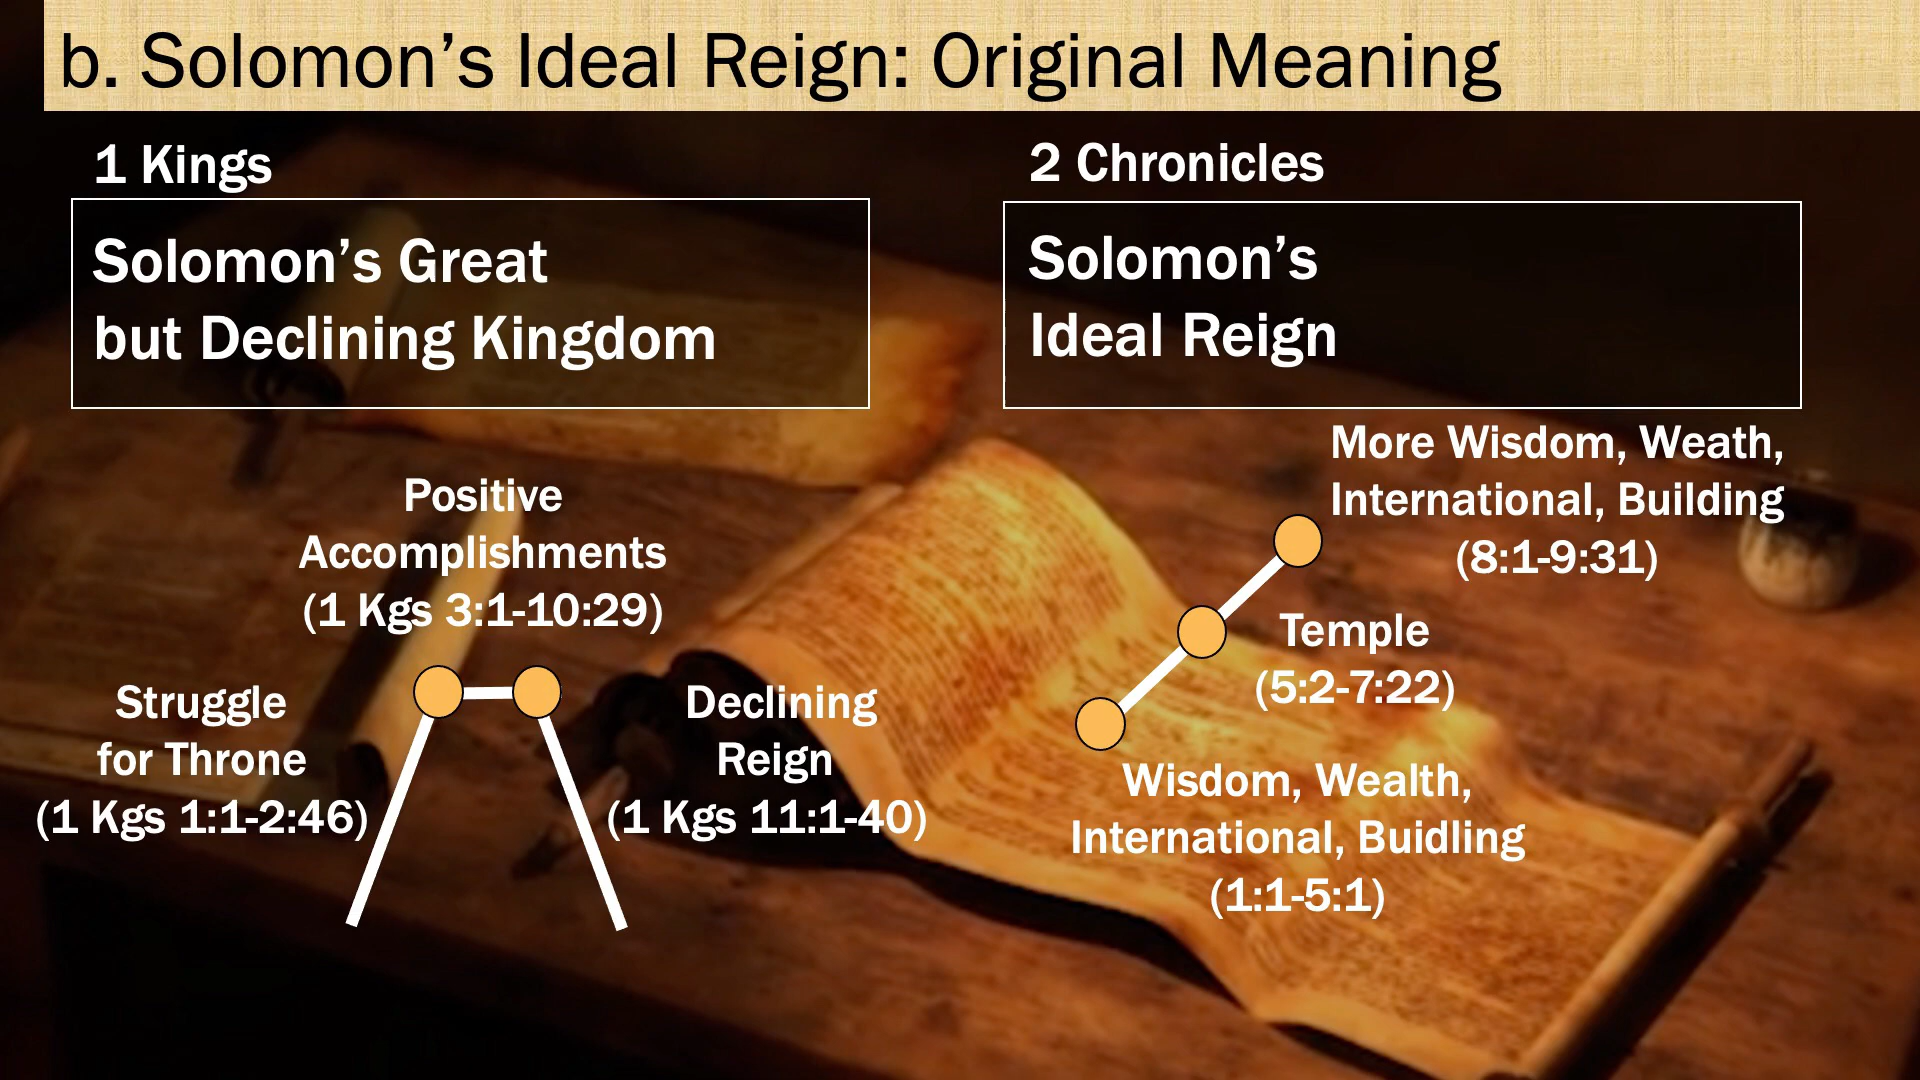 b. Solomon’s Ideal Reign: Original Meaning
1 Kings
Solomon’s Great
but Declining Kingdom
Positive
Accomplishments
(1 Kgs 3:1-10:29)
Struggle
for Throne
(1 Kgs 1:1-2:46)
Declining
Reign
(1 Kgs 11:1-40)
2 Chronicles
Solomon’s
Ideal Reign
More Wisdom, Weath,
International, Building
(8:1-9:31)
Temple
(5:2-7:22)
Wisdom, Wealth,
International, Buidling
(1:1-5:1)